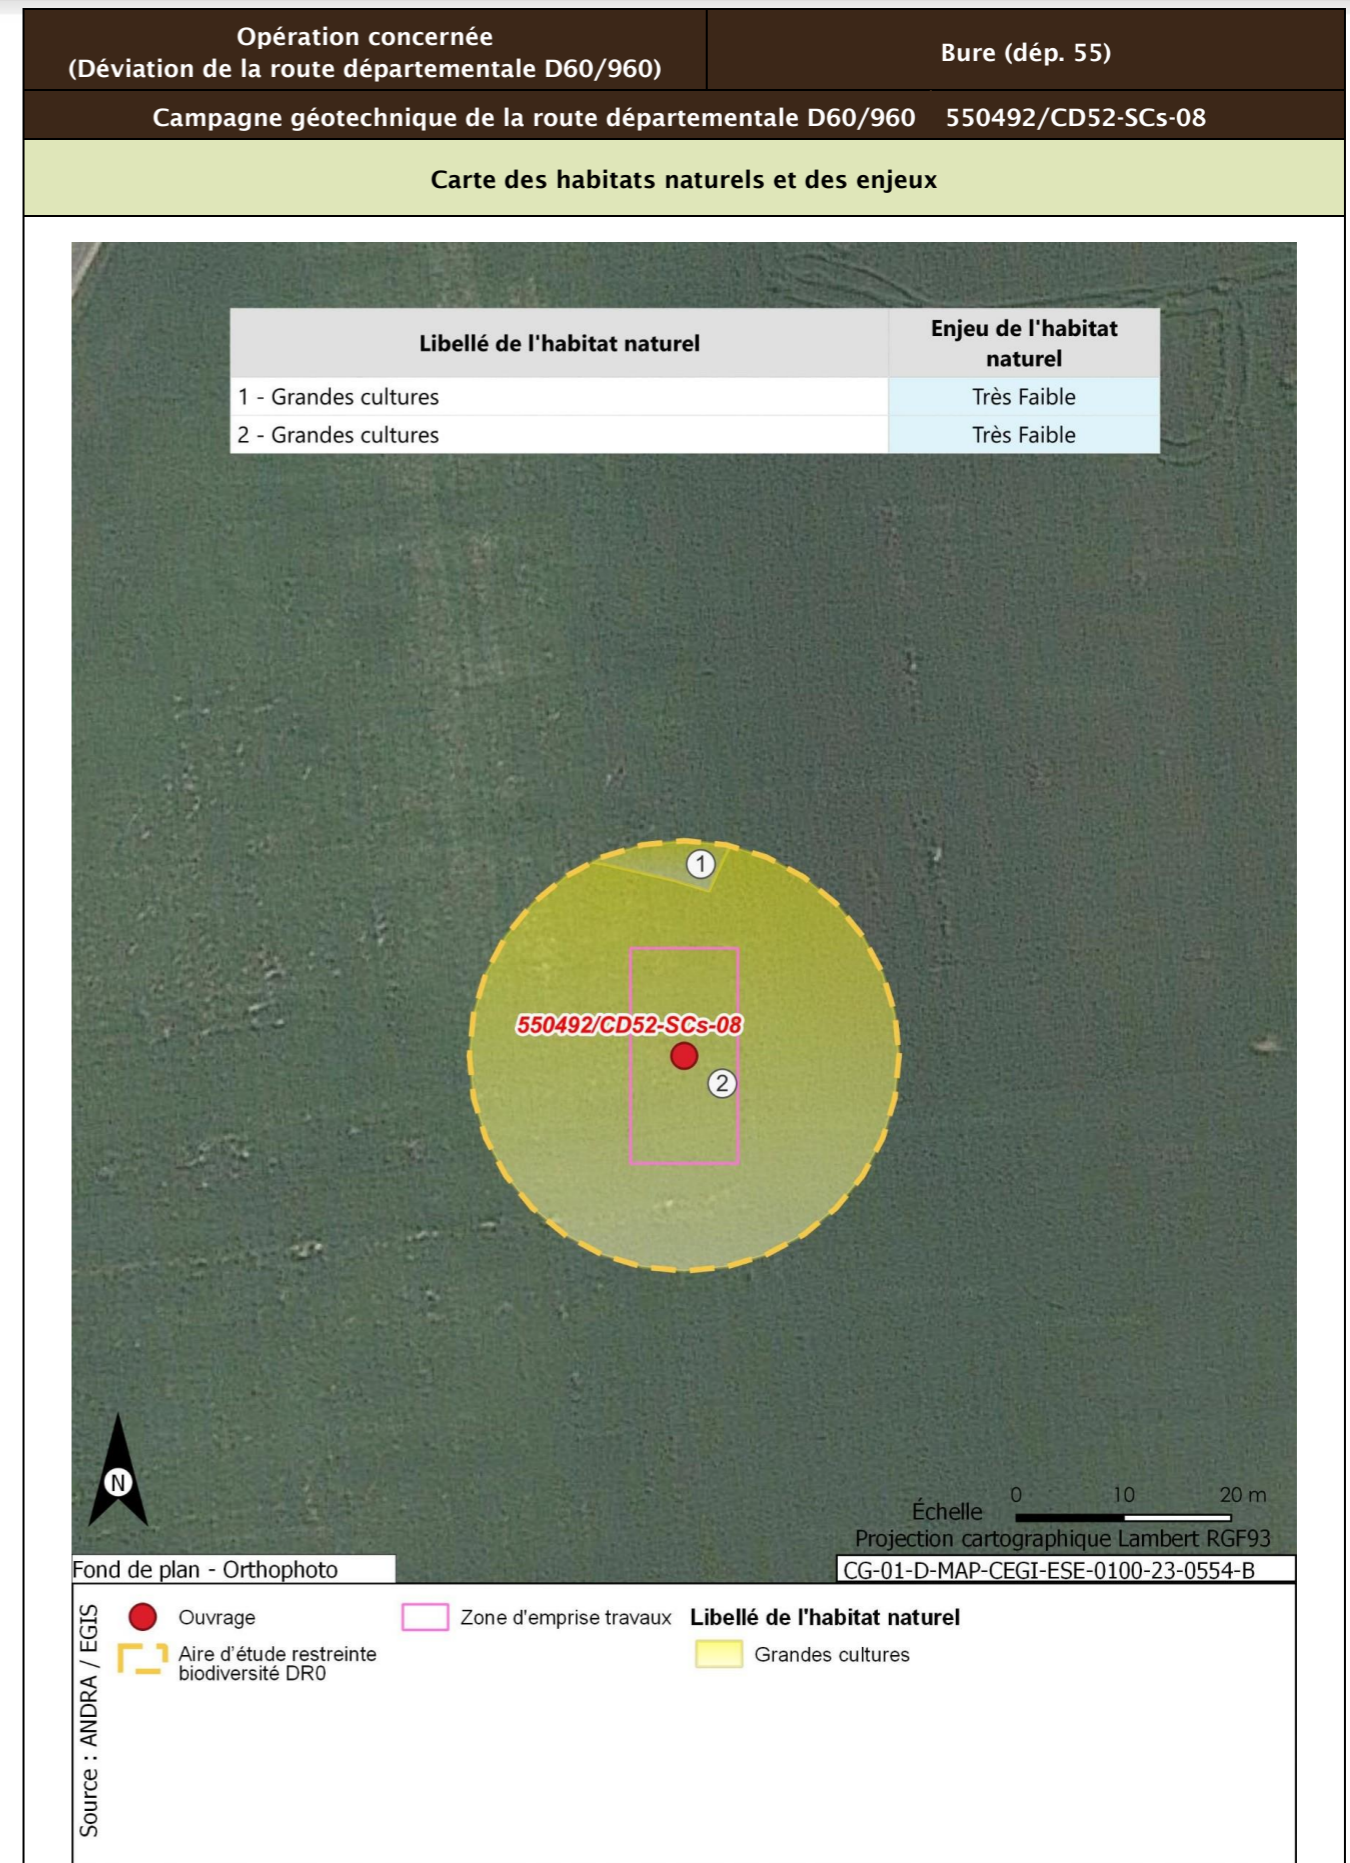 Opération concernée
(Déviation de la route départementale D60/960)
Bure (dép. 55)
Campagne géotechnique de la route départementale D60/960 550492/CD52-SCs-08
Carte des habitats naturels et des enjeux
Libellé de l'habitat naturel
Enjeu de l'habitat
naturel
1 - Grandes cultures
Très Faible
2 - Grandes cultures
Très Faible
1
550492/CD52-SCs-08
2
N
0 10 20 m
Échelle
Projection cartographique Lambert RGF93
Fond de plan - Orthophoto
CG-01-D-MAP-CEGI-ESE-0100-23-0554-B
Source : ANDRA / EGIS
Ouvrage
Aire d'étude restreinte
biodiversité DR0
Zone d'emprise travaux
Libellé de l'habitat naturel
Grandes cultures